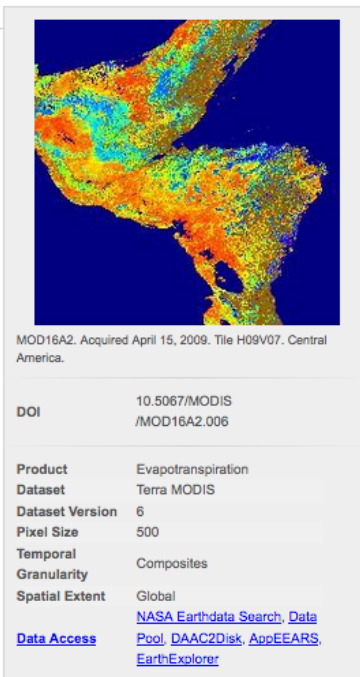 MOD16A2. Acquired April 15, 2009. Tile H09V07. Central
America.
DOI
10.5067/MODIS
/MOD16A2.006
Product Evapotranspiration
Dataset Terra MODIS
Dataset Version 6
Pixel Size 500
Temporal
Granularity
Composites
Spatial Extent Global
Data Access
NASA Earthdata Search, Data
Pool, DAAC2Disk, AppEEARS,
EarthExplorer